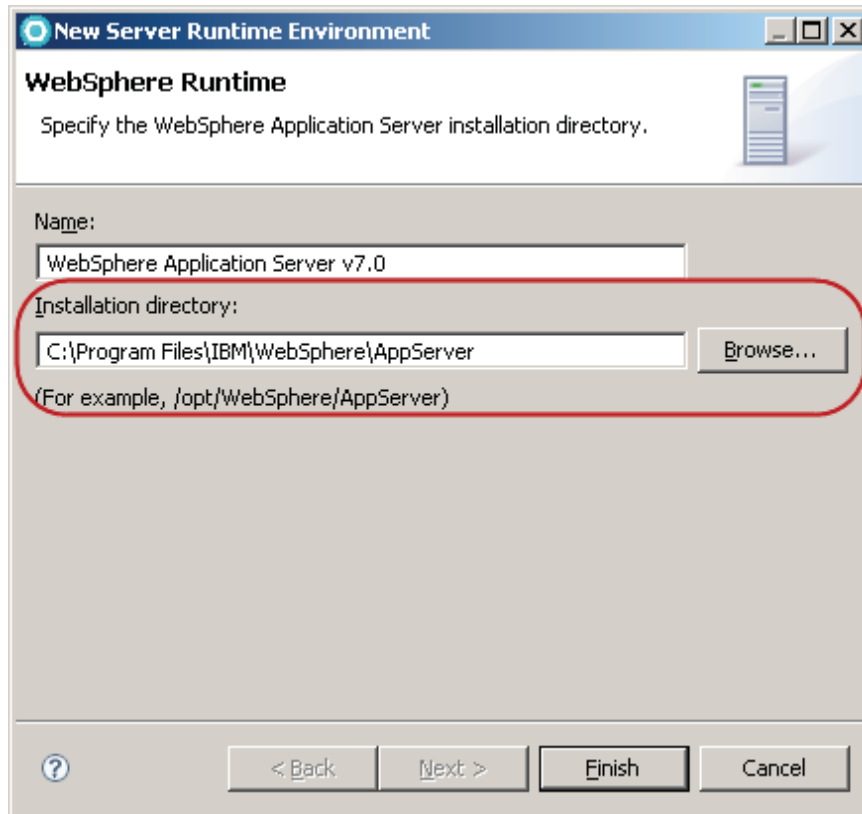 New Server Runtime Environment
WebSphere Runtime
Specify the WebSphere Application Server installation directory.
Name:
WebSphere Application Server v7.0
Installation directory:
C:\Program Files\IBM\WebSphere\AppServer
Browse...
(For example, /opt/WebSphere/AppServer)
? < Back Next > Finish Cancel